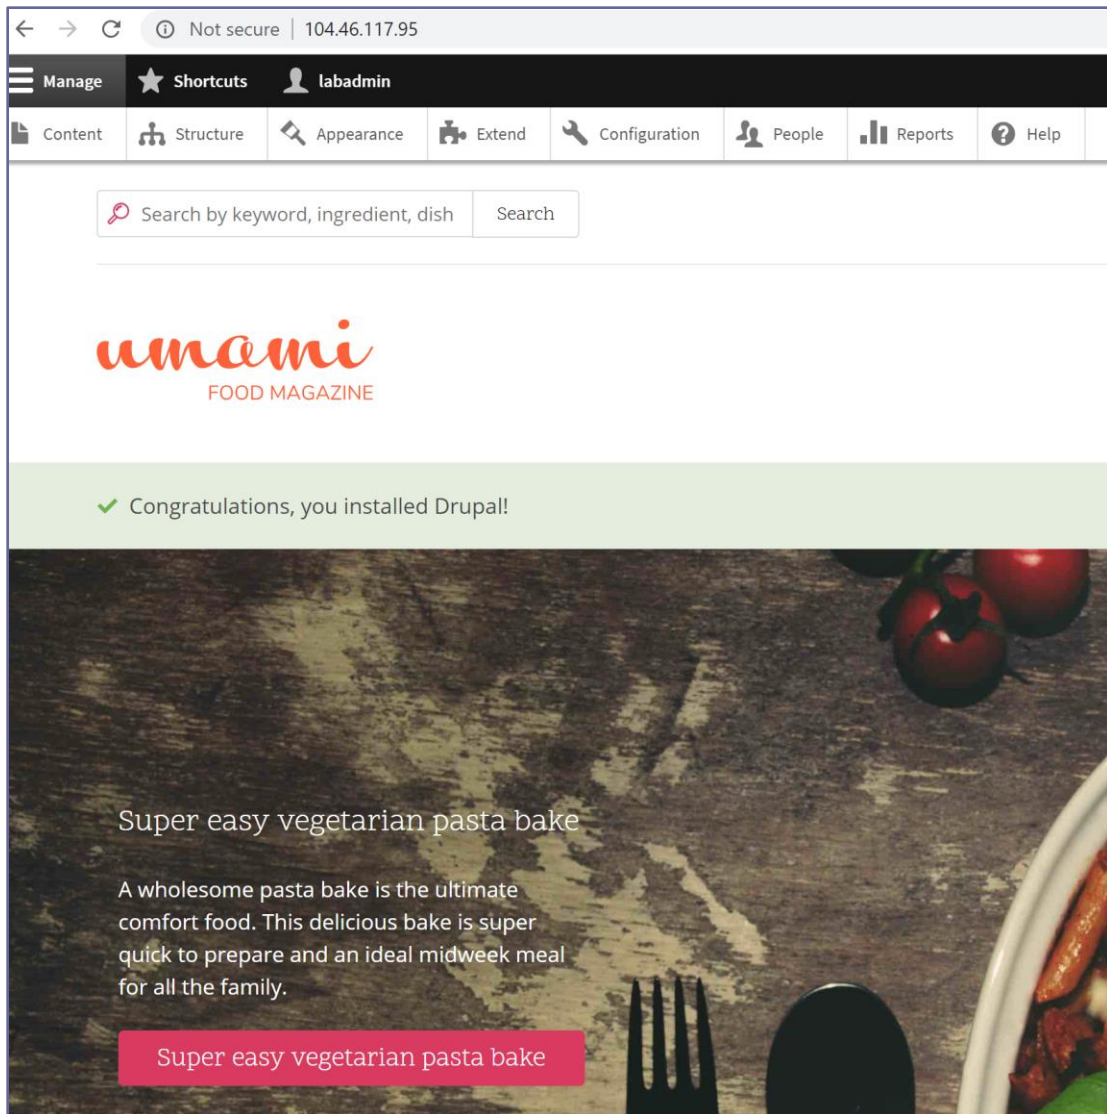 Not secure | 104.46.117.95
Manage Shortcuts labadmin
Content Structure Appearance Extend Configuration People Reports Help
Search by keyword, ingredient, dish Search
umami
FOOD MAGAZINE
Congratulations, you installed Drupal!
Super easy vegetarian pasta bake
A wholesome pasta bake is the ultimate
comfort food. This delicious bake is super
quick to prepare and an ideal midweek meal
for all the family.
Super easy vegetarian pasta bake